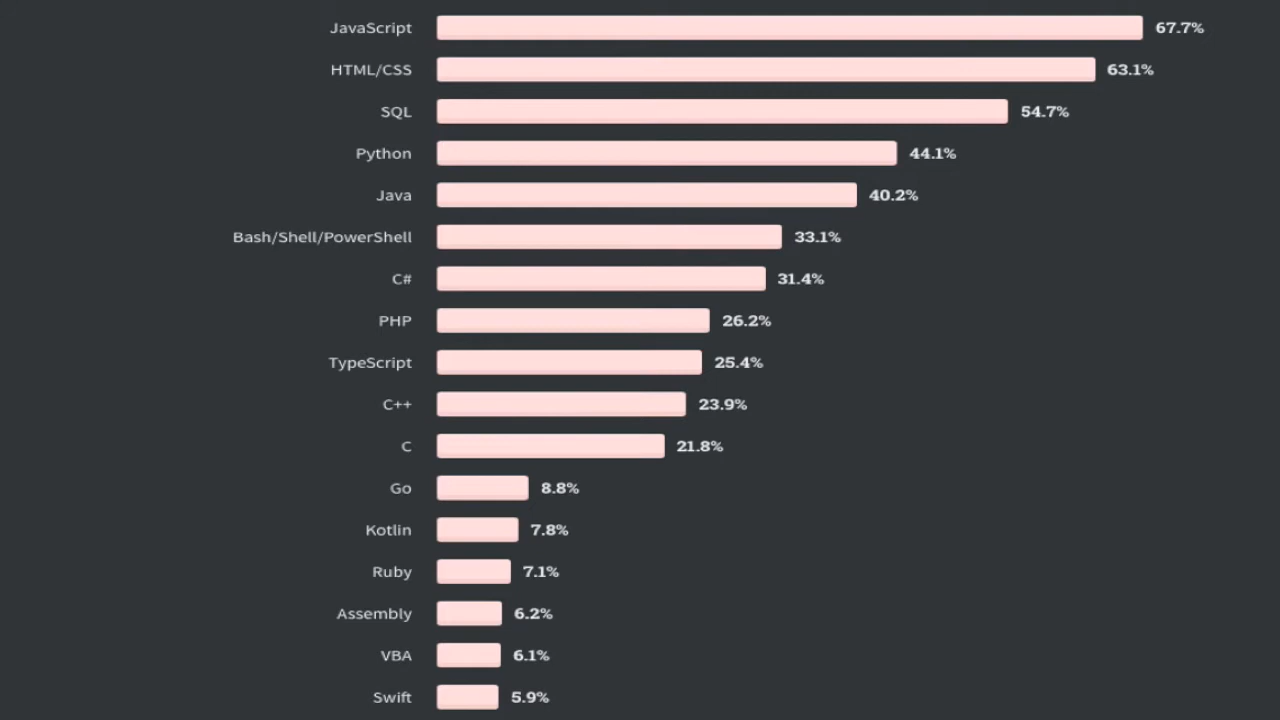 JavaScript 67.7%
HTML/CSS 63.1%
SQL 54.7%
Python 44.1%
Java 40.2%
Bash/Shell/PowerShell 33.1%
C# 31.4%
PHP 26.2%
TypeScript 25.4%
C++ 23.9%
C 21.8%
Go 8.8%
Kotlin 7.8%
Ruby 7.1%
Assembly 6.2%
VBA 6.1%
Swift 5.9%